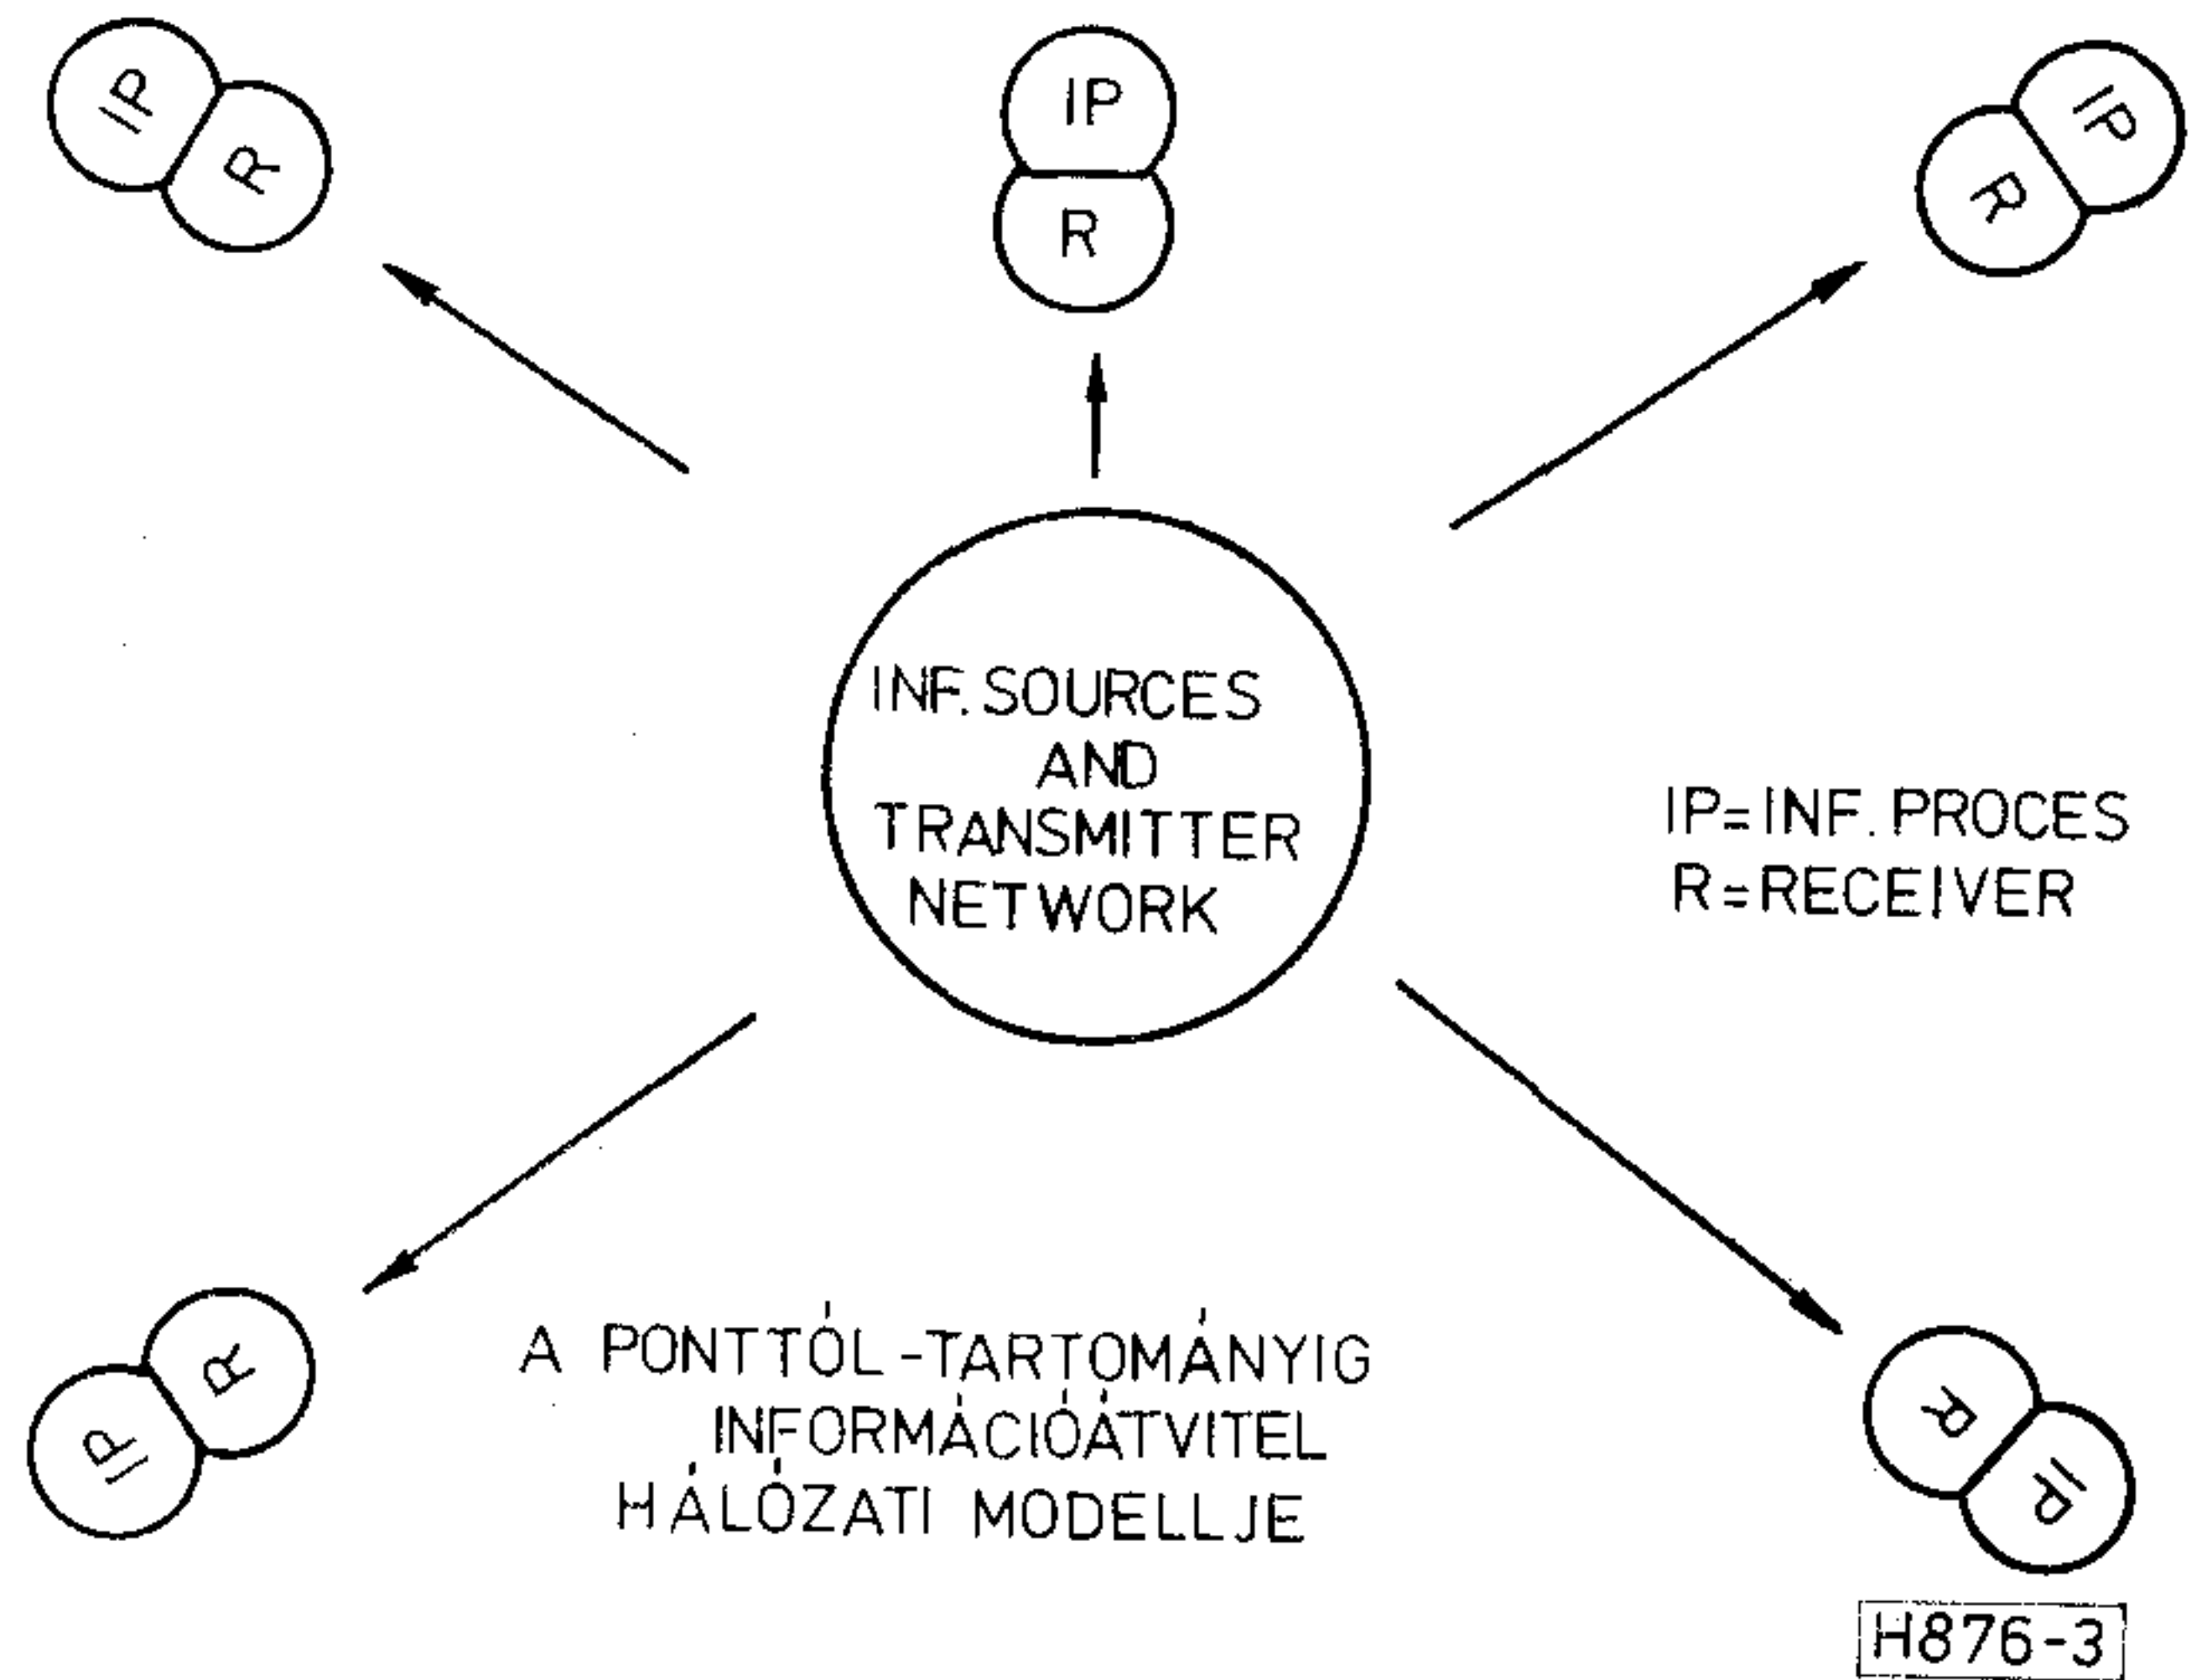 IP
R
IP
R
IP
R
INF. SOURCES
AND
TRANSMITTER
NETWORK
IP=INF. PROCES
R=RECEIVER
R
IP
A PONTTÓL-TARTOMÁNYIG
INFORMÁCIÓÁTVITEL
HÁLÓZATI MODELLJE
R
IP
H876-3